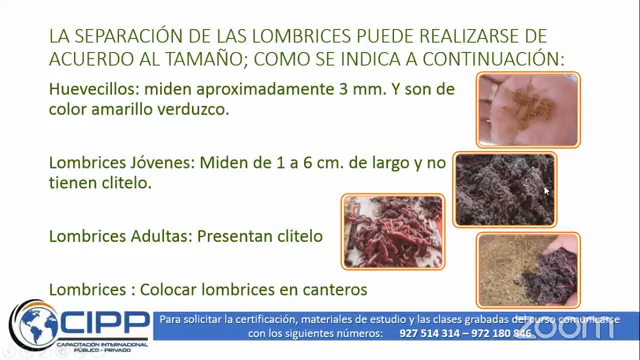 LA SEPARACIÓN DE LAS LOMBRICES PUEDE REALIZARSE DE
ACUERDO AL TAMAÑO; COMO SE INDICA A CONTINUACIÓN:
Huevecillos: miden aproximadamente 3 mm. Y son de
color amarillo verduzco.
Lombrices Jóvenes: Miden de 1 a 6 cm. de largo y no
tienen clitelo.
Lombrices Adultas: Presentan clitelo
Lombrices : Colocar lombrices en canteros
CIPP
CAPACITACIÓN INTERNACIONAL
PÚBLICO - PRIVADO
Para solicitar la certificación, materiales de estudio y las clases grabadas del curso comunicarse
con los siguientes números: 927 514 314 – 972 180 846
zoom